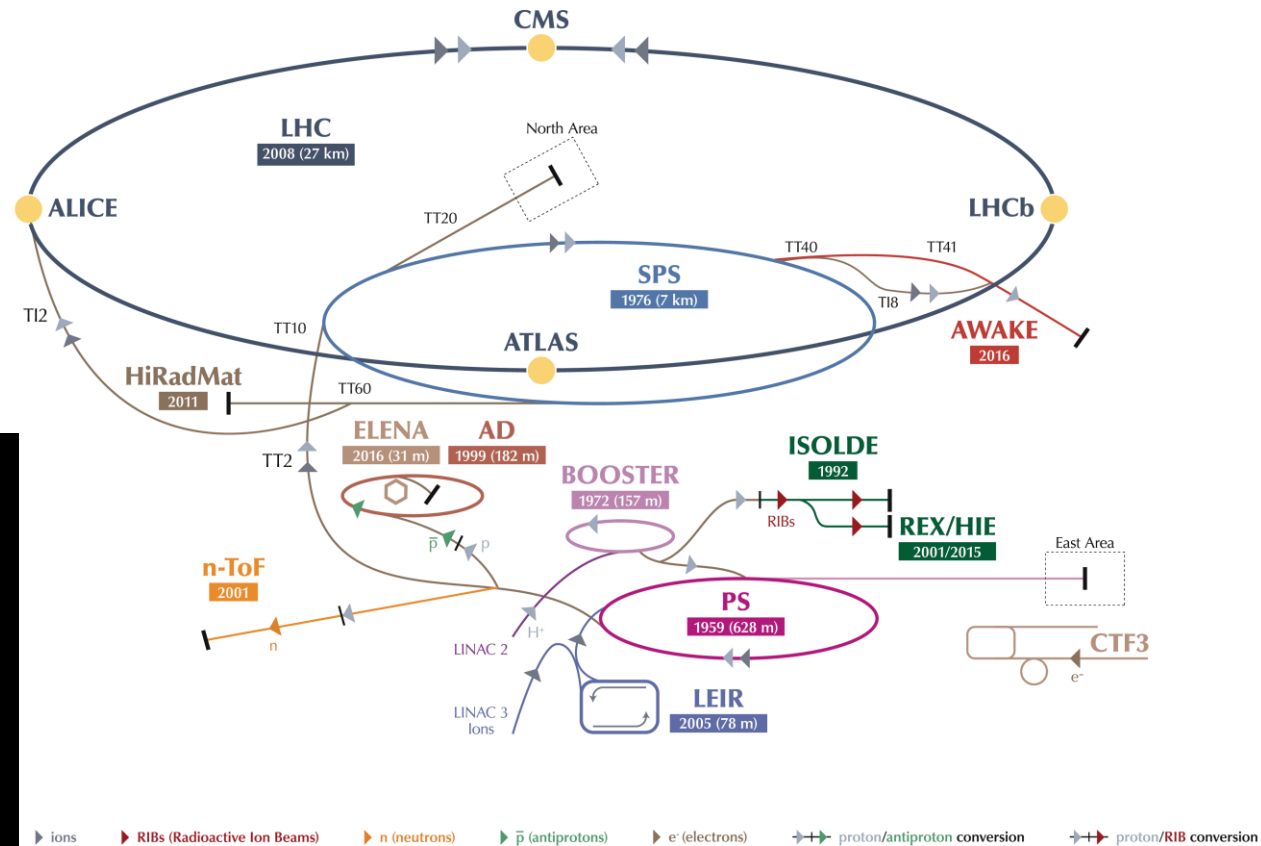 CMS
LHC
2008 (27 km)
North Area
ALICE
LHCb
TT20
TT40
TT41
SPS
1976 (7 km)
TI8
TI2
TT10
ATLAS
AWAKE
2016
HiRadMat
2011
TT60
ELENA
2016 (31 m)
AD
1999 (182 m)
ISOLDE
1992
TT2
BOOSTER
1972 (157 m)
RIBs
REX/HIE
2001/2015
p̅
p
East Area
n-ToF
2001
PS
1959 (628 m)
H⁺
n
LINAC 2
CTF3
e⁻
LEIR
2005 (78 m)
LINAC 3
Ions
ions
RIBs (Radioactive Ion Beams)
n (neutrons)
p̅ (antiprotons)
e⁻ (electrons)
proton/antiproton conversion
proton/RIB conversion